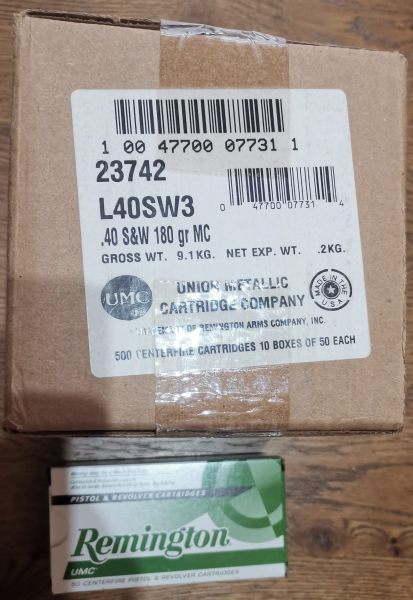 1 00 47700 07731 1
23742
L40SW3
0 47700 07731 4
.40 S&W 180 gr MC
GROSS WT. 9.1KG. NET EXP. WT. .2KG.
UMC
UNION METALLIC
CARTRIDGE COMPANY
MADE IN THE U.S.A.
TRADEMARK OF REMINGTON ARMS COMPANY, INC.
500 CENTERFIRE CARTRIDGES 10 BOXES OF 50 EACH
PISTOL & REVOLVER CARTRIDGES
Remington
UMC
50 CENTERFIRE PISTOL & REVOLVER CARTRIDGES